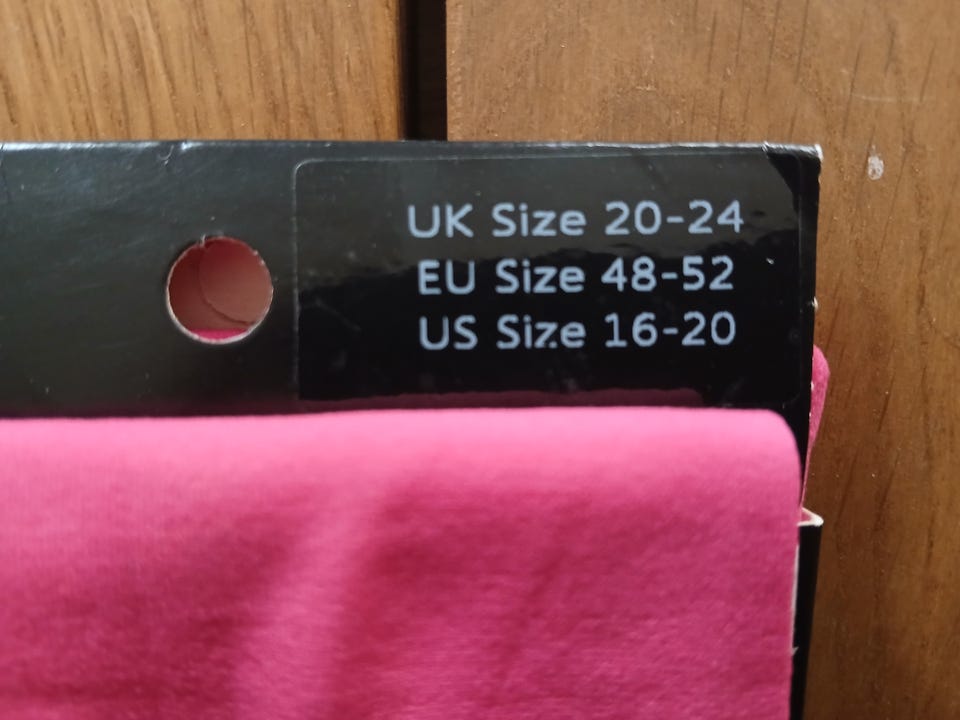 UK Size 20-24
EU Size 48-52
US Size 16-20